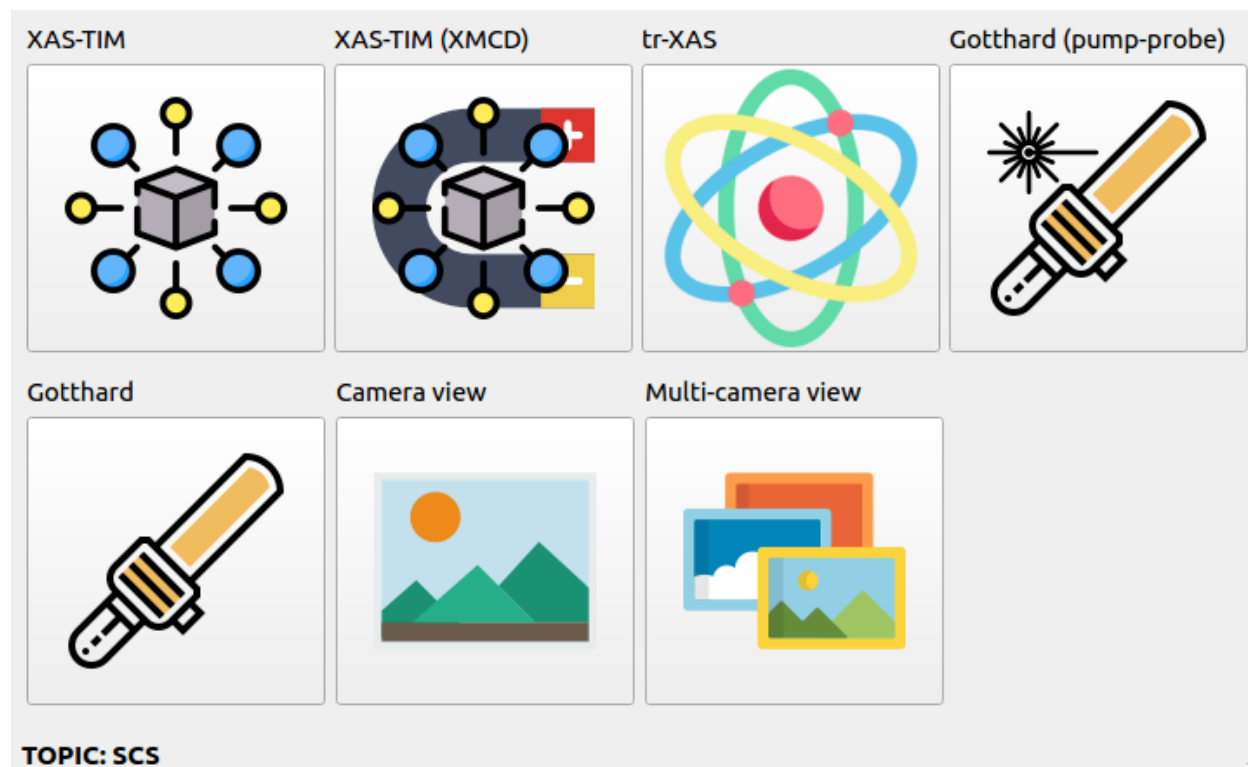 XAS-TIM
XAS-TIM (XMCD)
tr-XAS
Gotthard (pump-probe)
Gotthard
Camera view
Multi-camera view
TOPIC: SCS